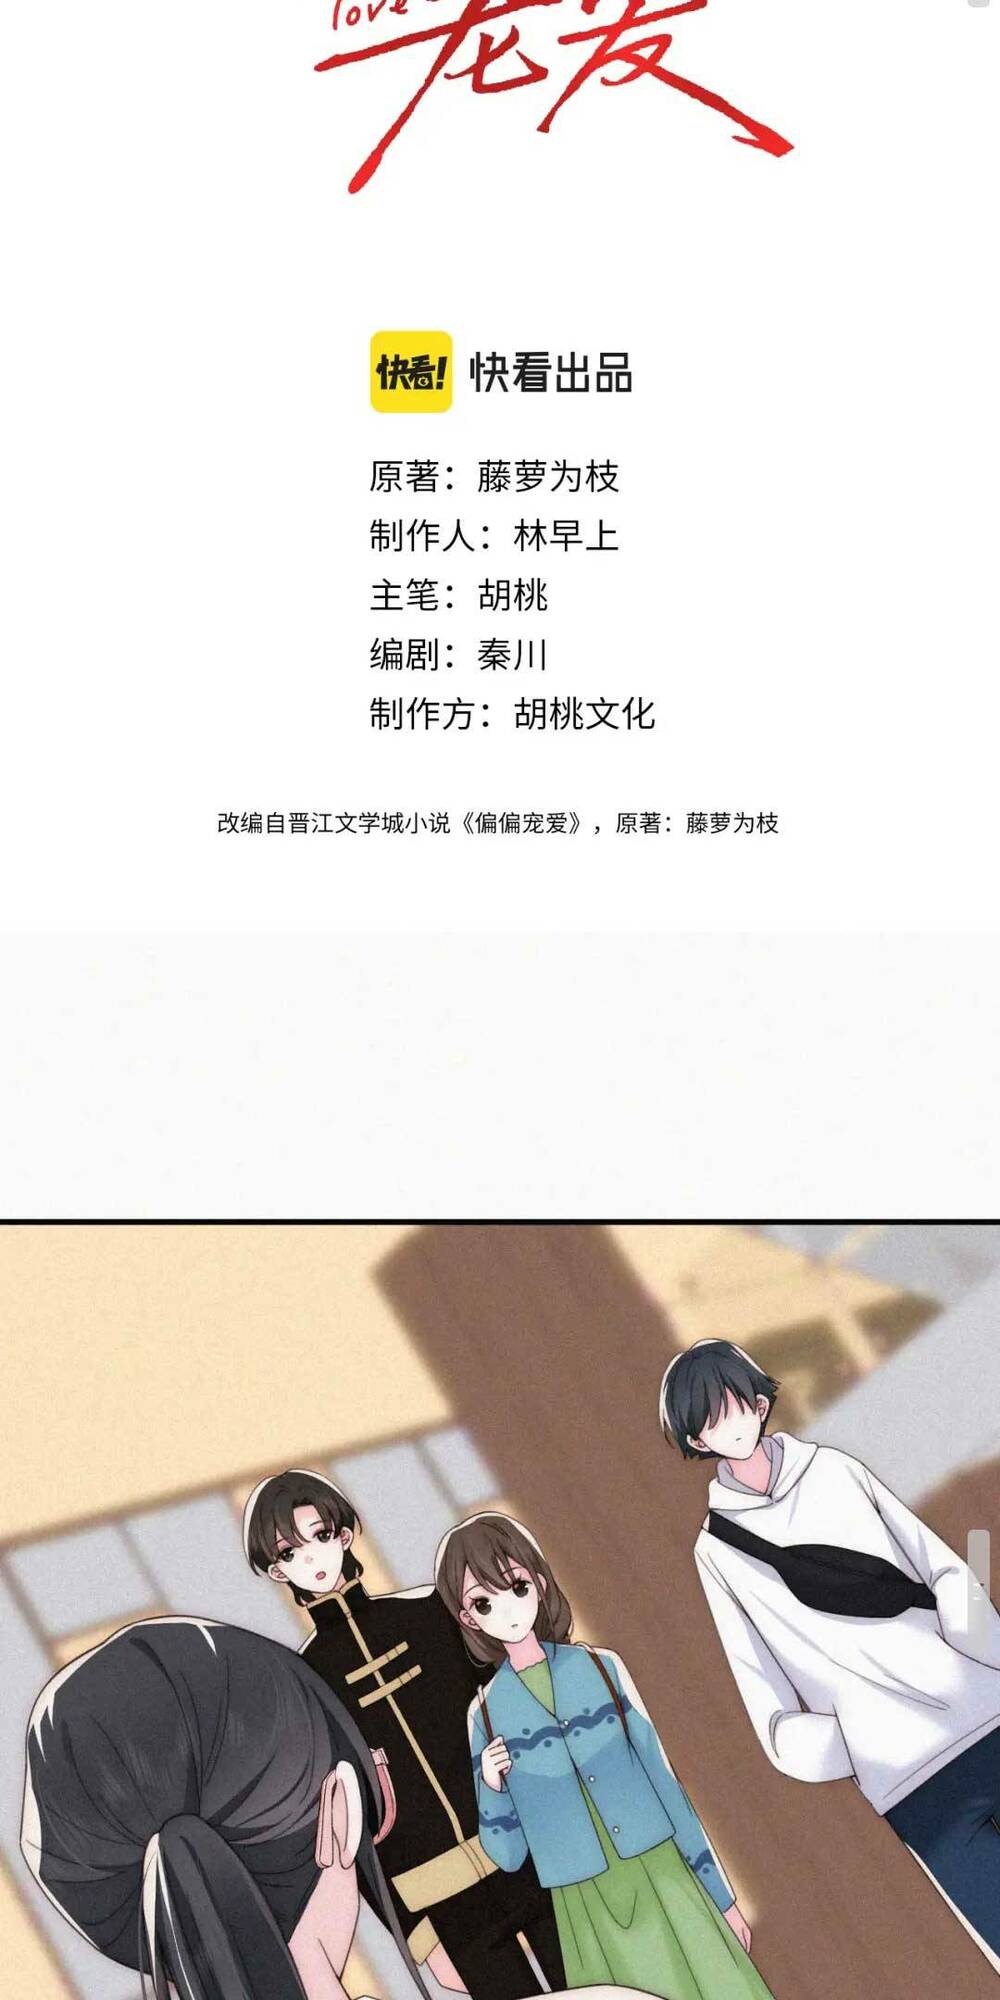 love
宠爱
快看! 快看出品
原著：藤萝为枝
制作人：林早上
主笔：胡桃
编剧：秦川
制作方：胡桃文化
改编自晋江文学城小说《偏偏宠爱》，原著：藤萝为枝